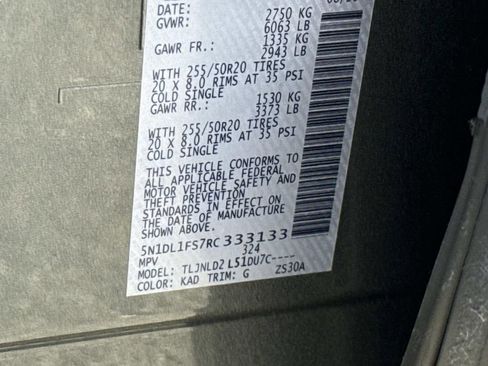 DATE:
GVWR: 2750 KG
6063 LB
GAWR FR.: 1335 KG
2943 LB
WITH 255/50R20 TIRES
20 X 8.0 RIMS AT 35 PSI
COLD SINGLE
GAWR RR.: 1530 KG
3373 LB
WITH 255/50R20 TIRES
20 X 8.0 RIMS AT 35 PSI
COLD SINGLE
THIS VEHICLE CONFORMS TO
ALL APPLICABLE FEDERAL
MOTOR VEHICLE SAFETY AND
THEFT PREVENTION
STANDARDS IN EFFECT ON
THE DATE OF MANUFACTURE
SHOWN ABOVE.
5N1DL1FS7RC333133
MPV 324
MODEL: TLJNLD2 L51DU7C----
COLOR: KAD TRIM: G ZS30A